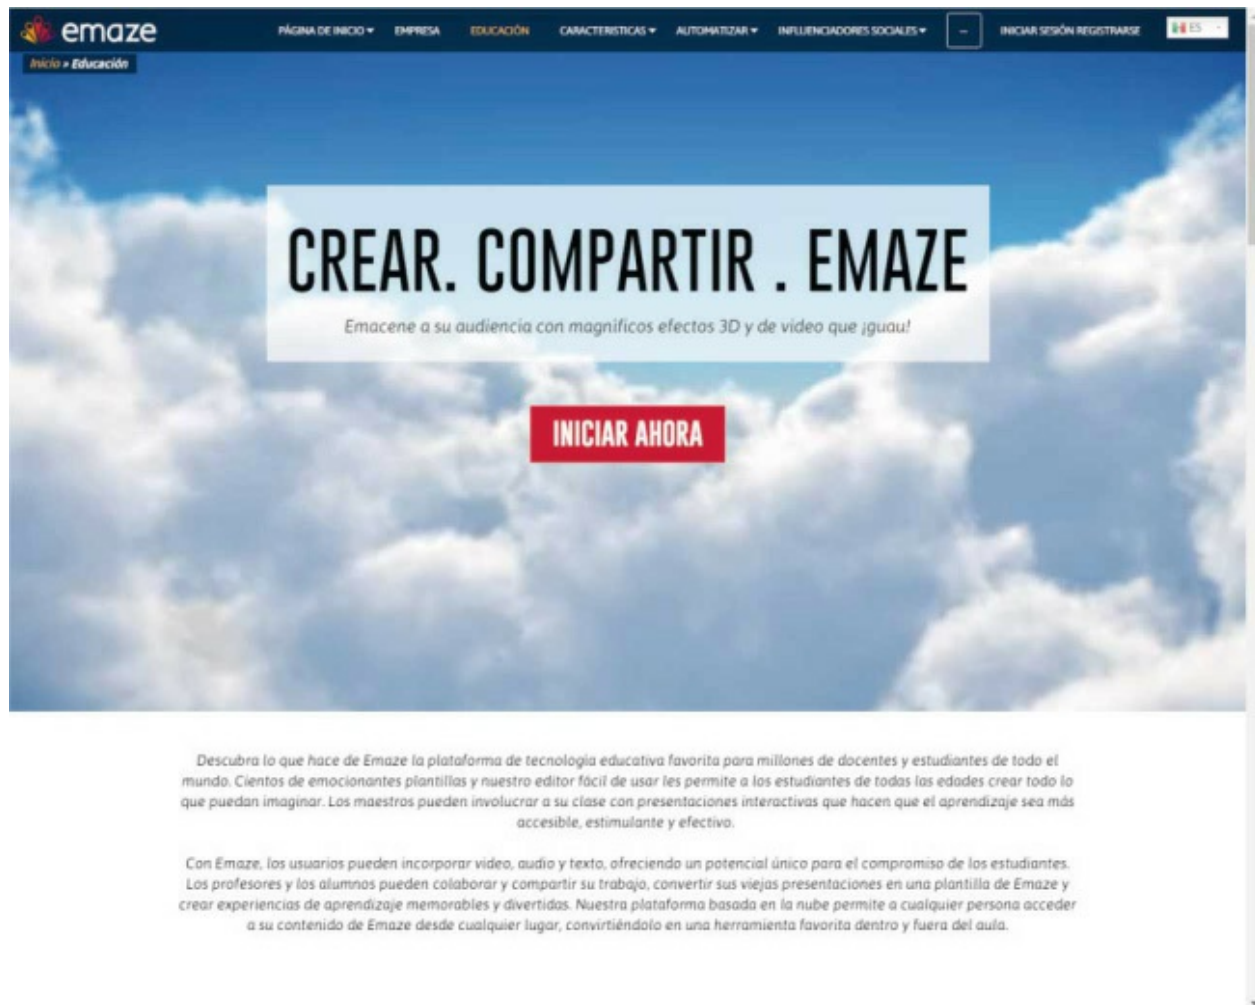 emaze
PÁGINA DE INICIO EMPRESA EDUCACIÓN CARACTERISTICAS AUTOMATIZAR INFLUENCIADORES SOCIALES ... INICIAR SESIÓN REGISTRARSE ES
Inicio » Educación
CREAR. COMPARTIR . EMAZE
Emacene a su audiencia con magníficos efectos 3D y de video que ¡guau!
INICIAR AHORA
Descubra lo que hace de Emaze la plataforma de tecnología educativa favorita para millones de docentes y estudiantes de todo el
mundo. Cientos de emocionantes plantillas y nuestro editor fácil de usar les permite a los estudiantes de todas las edades crear todo lo
que puedan imaginar. Los maestros pueden involucrar a su clase con presentaciones interactivas que hacen que el aprendizaje sea más
accesible, estimulante y efectivo.
Con Emaze, los usuarios pueden incorporar video, audio y texto, ofreciendo un potencial único para el compromiso de los estudiantes.
Los profesores y los alumnos pueden colaborar y compartir su trabajo, convertir sus viejas presentaciones en una plantilla de Emaze y
crear experiencias de aprendizaje memorables y divertidas. Nuestra plataforma basada en la nube permite a cualquier persona acceder
a su contenido de Emaze desde cualquier lugar, convirtiéndolo en una herramienta favorita dentro y fuera del aula.